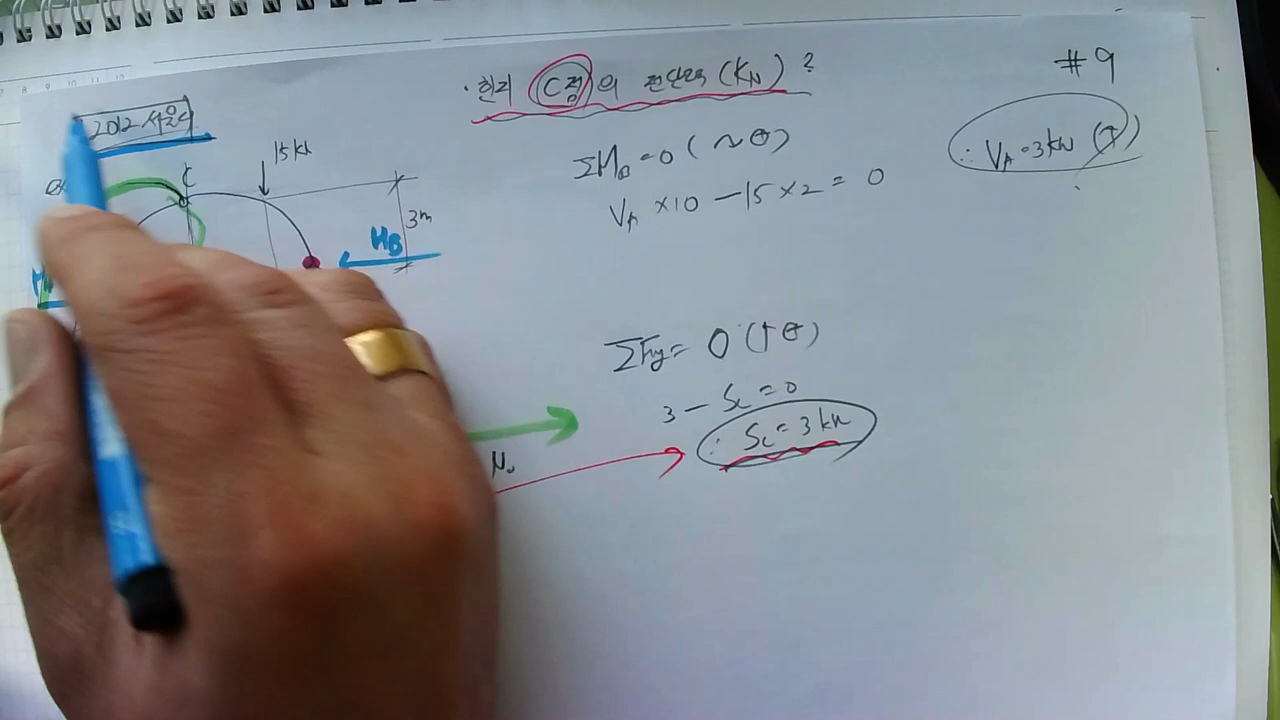 #9
· 힌지 C점의 전단력 (KN) ?
2012 서울시
C
15kN
3m
HB
ΣMB = 0 (↷⊕)
VA × 10 - 15 × 2 = 0
∴ VA = 3kN (↑)
ΣFy = 0 (↑⊕)
3 - Sc = 0
∴ Sc = 3kN